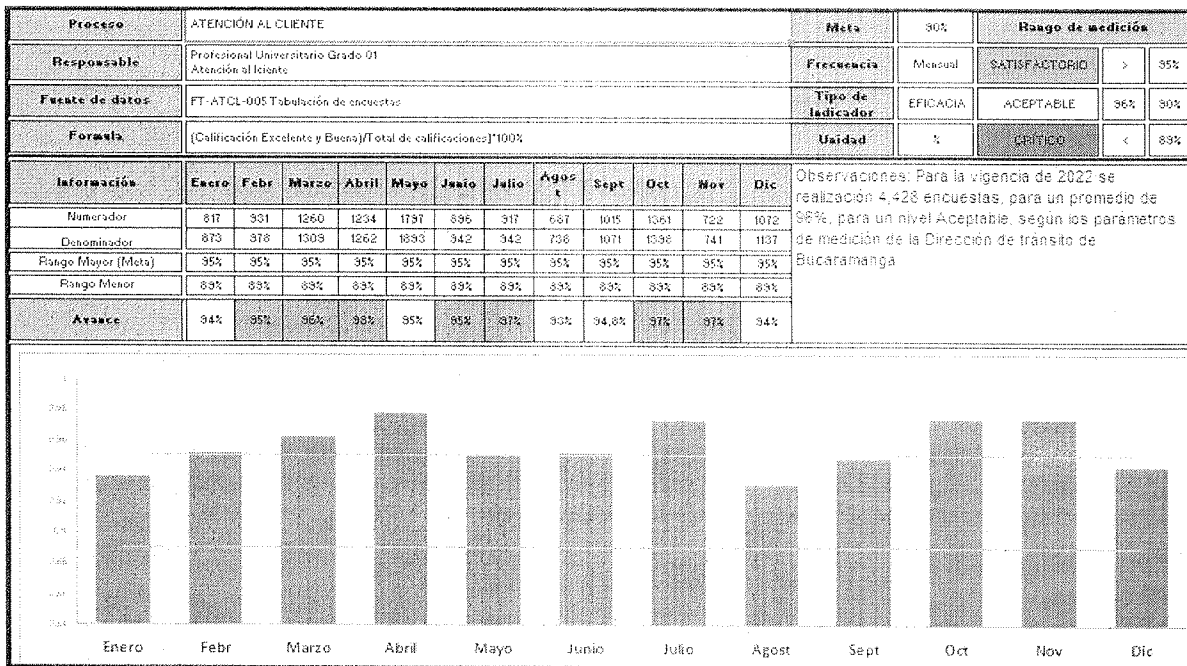 Proceso ATENCIÓN AL CLIENTE Meta 90% Rango de medición
Responsable Profesional Universitario Grado 01
Atención al lciente Frecuencia Mensual SATISFACTORIO > 95%
Fuente de datos FT-ATCL-005 Tabulación de encuestas Tipo de Indicador EFICACIA ACEPTABLE 96% 90%
Formula [Calificación Excelente y Buena)/Total de calificaciones]*100% Unidad % CRITICO < 89%
Información Enero Febr Marzo Abril Mayo Junio Julio Agost Sept Oct Nov Dic
Numerador 817 931 1260 1234 1797 896 917 687 1015 1361 722 1072
Denominador 873 978 1309 1262 1893 942 942 738 1071 1398 741 1137
Rango Mayor (Meta) 95% 95% 95% 95% 95% 95% 95% 95% 95% 95% 95% 95%
Rango Menor 89% 89% 89% 89% 89% 89% 89% 89% 89% 89% 89% 89%
Avance 94% 95% 96% 98% 95% 95% 97% 93% 94,8% 97% 97% 94%
Observaciones: Para la vigencia de 2022 se
realización 4,428 encuestas, para un promedio de
96%, para un nivel Aceptable, según los parámetros
de medición de la Dirección de tránsito de
Bucaramanga
Enero Febr Marzo Abril Mayo Junio Julio Agost Sept Oct Nov Dic